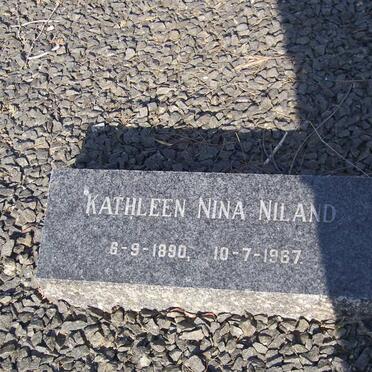 KATHLEEN NINA NILAND
6-9-1890, 10-7-1967